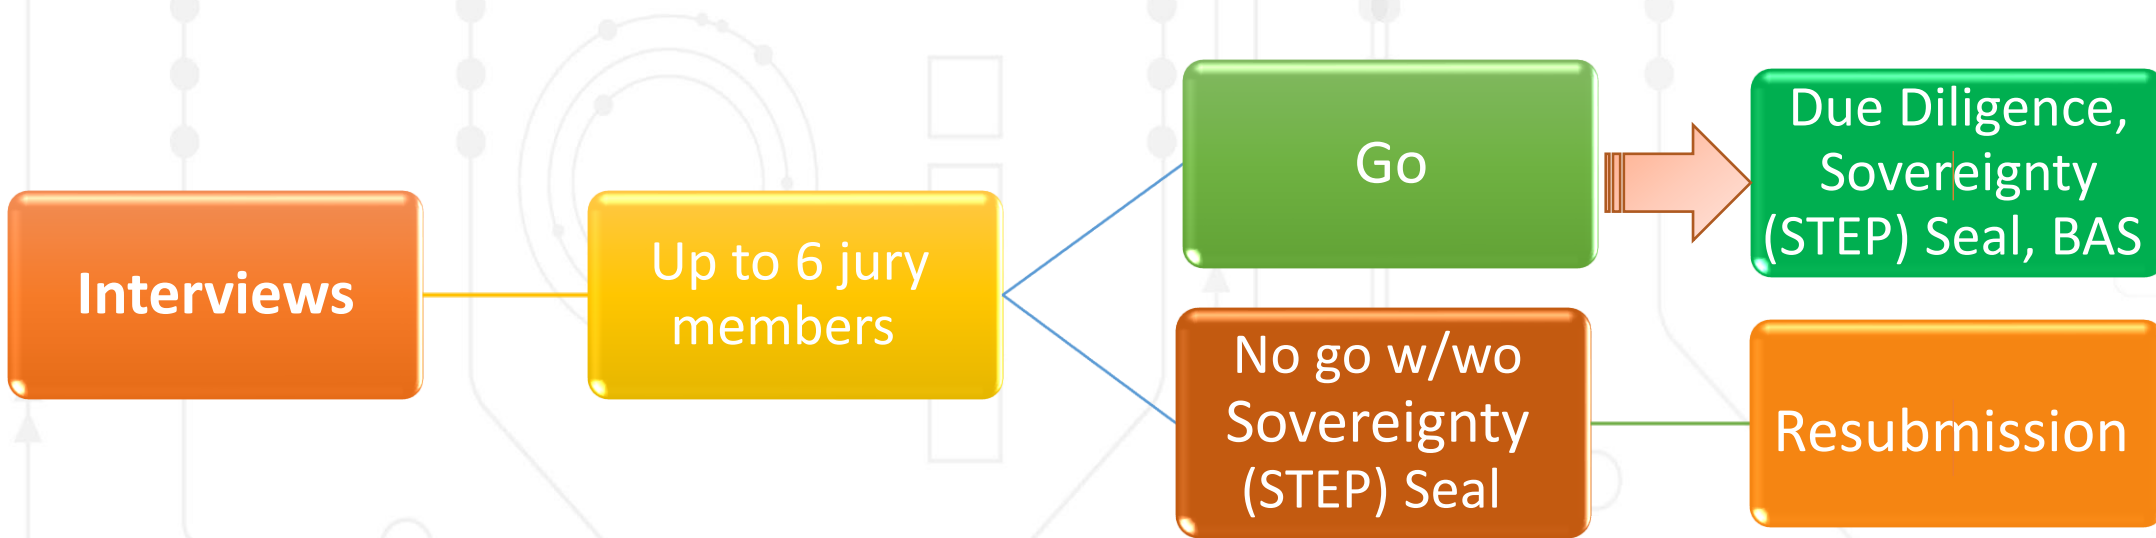 Interviews
Up to 6 jury
members
Go
Due Diligence,
Sovereignty
(STEP) Seal, BAS
No go w/wo
Sovereignty
(STEP) Seal
Resubmission